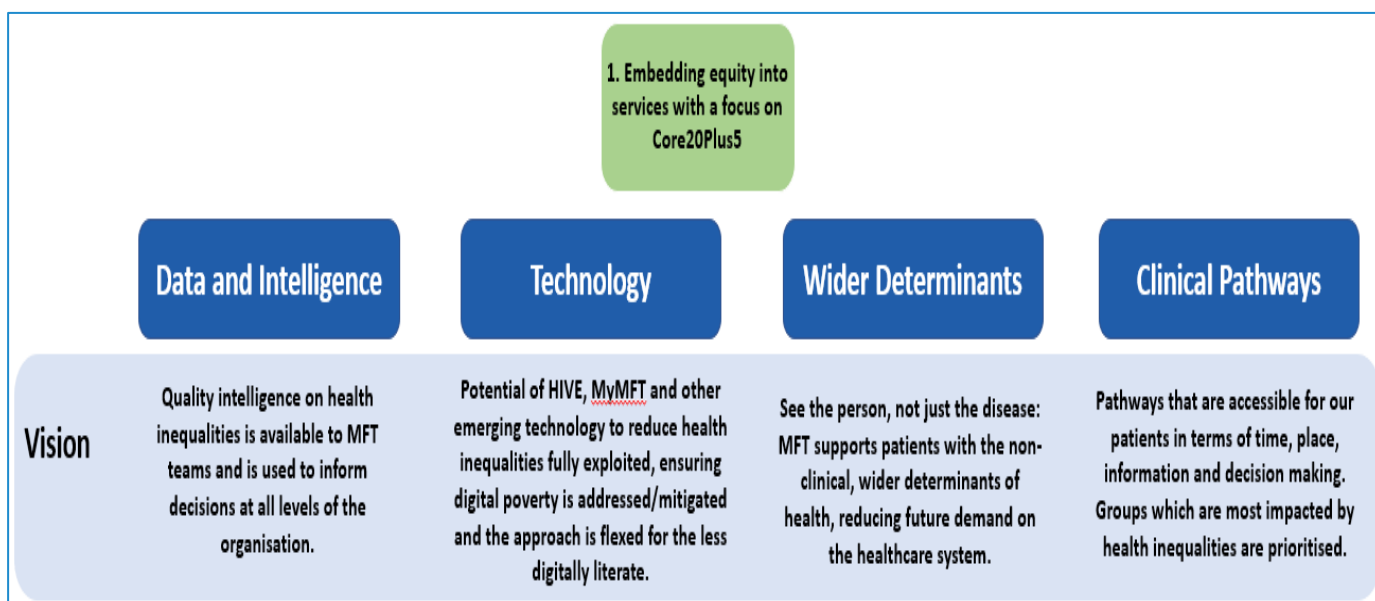 1. Embedding equity into
services with a focus on
Core20Plus5
Data and Intelligence
Technology
Wider Determinants
Clinical Pathways
Vision
Quality intelligence on health
inequalities is available to MFT
teams and is used to inform
decisions at all levels of the
organisation.
Potential of HIVE, MyMFT and other
emerging technology to reduce health
inequalities fully exploited, ensuring
digital poverty is addressed/mitigated
and the approach is flexed for the less
digitally literate.
See the person, not just the disease:
MFT supports patients with the non-
clinical, wider determinants of
health, reducing future demand on
the healthcare system.
Pathways that are accessible for our
patients in terms of time, place,
information and decision making.
Groups which are most impacted by
health inequalities are prioritised.